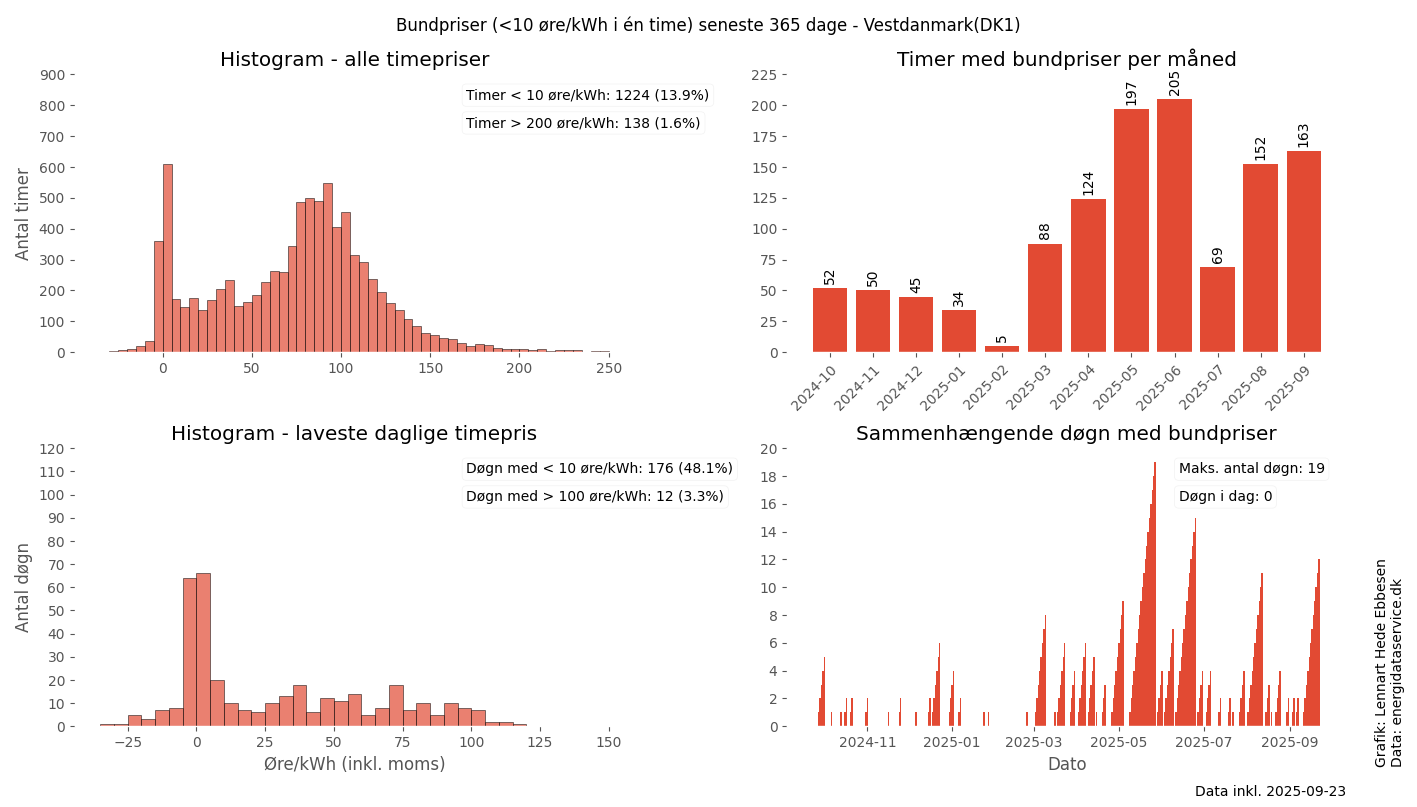 Bundpriser (<10 øre/kWh i én time) seneste 365 dage - Vestdanmark(DK1)
Histogram - alle timepriser
Antal timer
900
800
700
600
500
400
300
200
100
0
Timer < 10 øre/kWh: 1224 (13.9%)
Timer > 200 øre/kWh: 138 (1.6%)
0 50 100 150 200 250
Timer med bundpriser per måned
225
200
175
150
125
100
75
50
25
0
52 50 45 34 5 88 124 197 205 69 152 163
2024-10 2024-11 2024-12 2025-01 2025-02 2025-03 2025-04 2025-05 2025-06 2025-07 2025-08 2025-09
Histogram - laveste daglige timepris
Antal døgn
120
110
100
90
80
70
60
50
40
30
20
10
0
Døgn med < 10 øre/kWh: 176 (48.1%)
Døgn med > 100 øre/kWh: 12 (3.3%)
−25 0 25 50 75 100 125 150
Øre/kWh (inkl. moms)
Sammenhængende døgn med bundpriser
20
18
16
14
12
10
8
6
4
2
0
Maks. antal døgn: 19
Døgn i dag: 0
2024-11 2025-01 2025-03 2025-05 2025-07 2025-09
Dato
Grafik: Lennart Hede Ebbesen
Data: energidataservice.dk
Data inkl. 2025-09-23